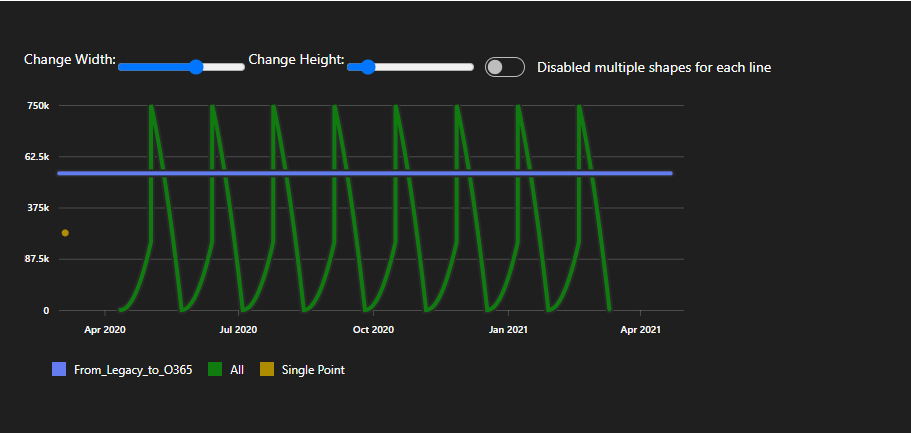 Change Width: Change Height: Disabled multiple shapes for each line
750k
62.5k
375k
87.5k
0
Apr 2020 Jul 2020 Oct 2020 Jan 2021 Apr 2021
From_Legacy_to_O365 All Single Point